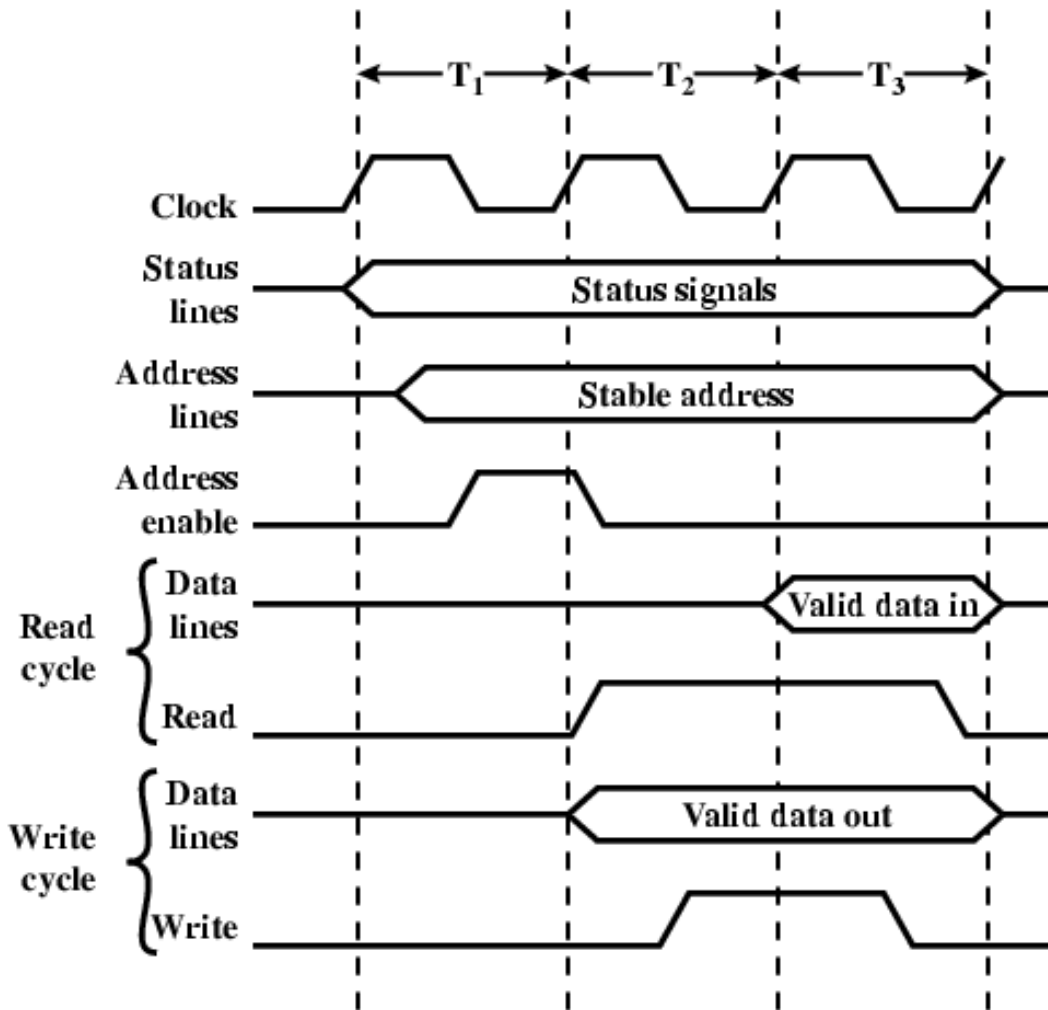 T1 T2 T3
Clock
Status
lines
Status signals
Address
lines
Stable address
Address
enable
Read
cycle
Data
lines
Valid data in
Read
Write
cycle
Data
lines
Valid data out
Write